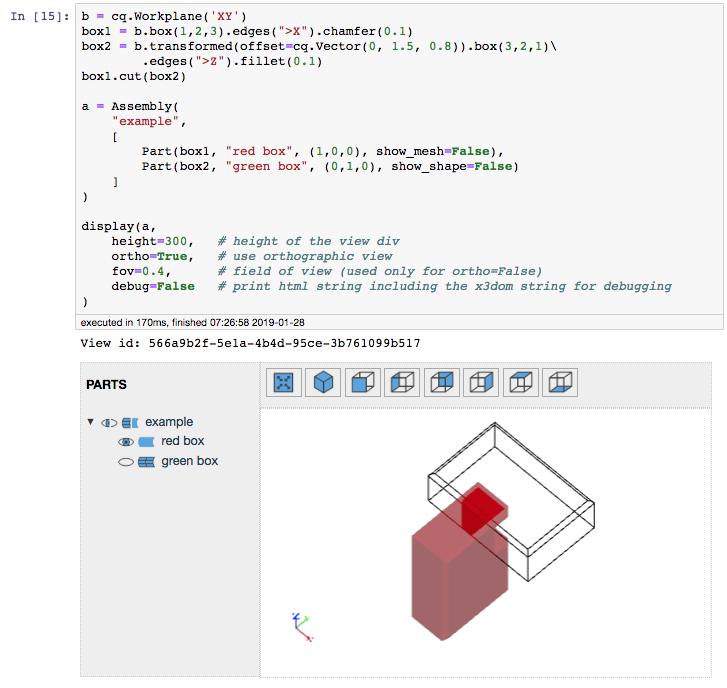 In [15]: b = cq.Workplane('XY')
box1 = b.box(1,2,3).edges(">X").chamfer(0.1)
box2 = b.transformed(offset=cq.Vector(0, 1.5, 0.8)).box(3,2,1)\
        .edges(">Z").fillet(0.1)
box1.cut(box2)
a = Assembly(
    "example",
    [
        Part(box1, "red box", (1,0,0), show_mesh=False),
        Part(box2, "green box", (0,1,0), show_shape=False)
    ]
)
display(a,
    height=300,   # height of the view div
    ortho=True,   # use orthographic view
    fov=0.4,      # field of view (used only for ortho=False)
    debug=False   # print html string including the x3dom string for debugging
)
executed in 170ms, finished 07:26:58 2019-01-28
View id: 566a9b2f-5e1a-4b4d-95ce-3b761099b517
PARTS
example
red box
green box